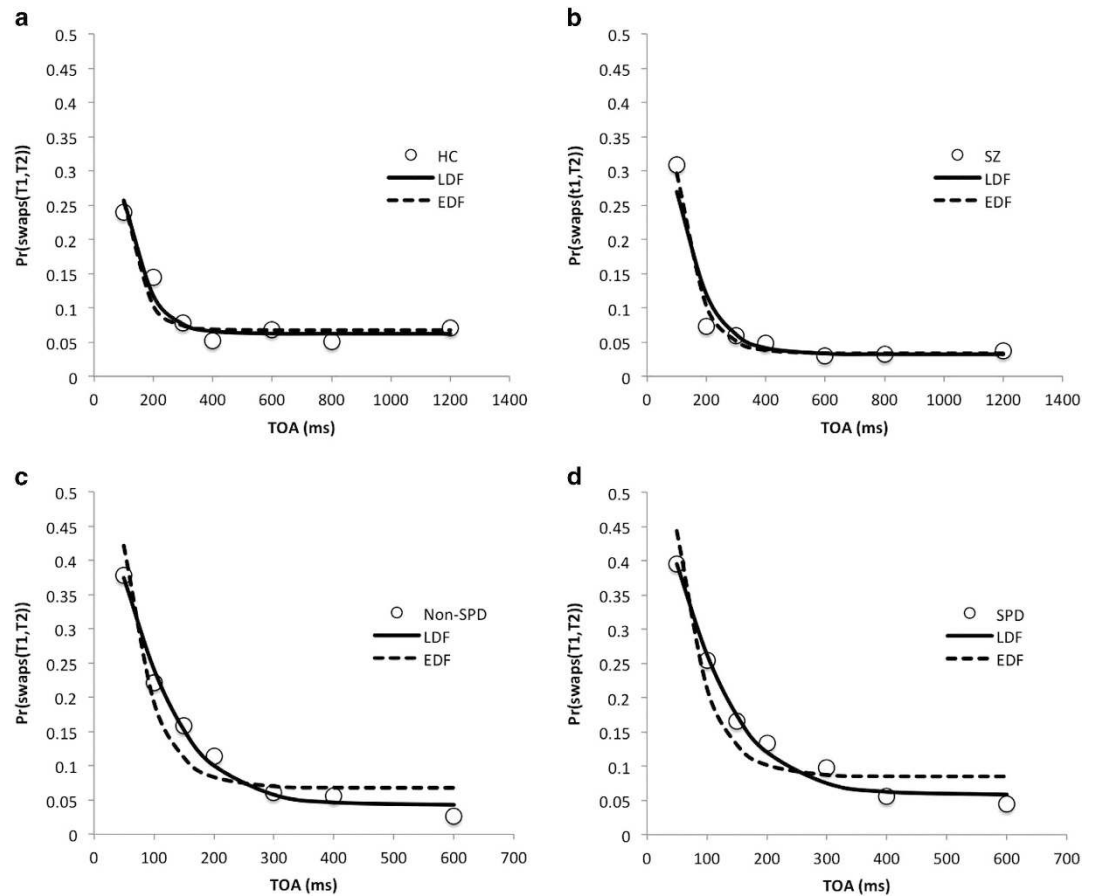 a
0.5
0.45
0.4
0.35
0.3
0.25
0.2
0.15
0.1
0.05
0
Pr(swaps(T1,T2))
HC
LDF
EDF
0 200 400 600 800 1000 1200 1400
TOA (ms)
b
0.5
0.45
0.4
0.35
0.3
0.25
0.2
0.15
0.1
0.05
0
Pr(swaps(t1,T2))
SZ
LDF
EDF
0 200 400 600 800 1000 1200 1400
TOA (ms)
c
0.5
0.45
0.4
0.35
0.3
0.25
0.2
0.15
0.1
0.05
0
Pr(swaps(T1,T2))
Non-SPD
LDF
EDF
0 100 200 300 400 500 600 700
TOA (ms)
d
0.5
0.45
0.4
0.35
0.3
0.25
0.2
0.15
0.1
0.05
0
Pr(swaps(T1,T2))
SPD
LDF
EDF
0 100 200 300 400 500 600 700
TOA (ms)